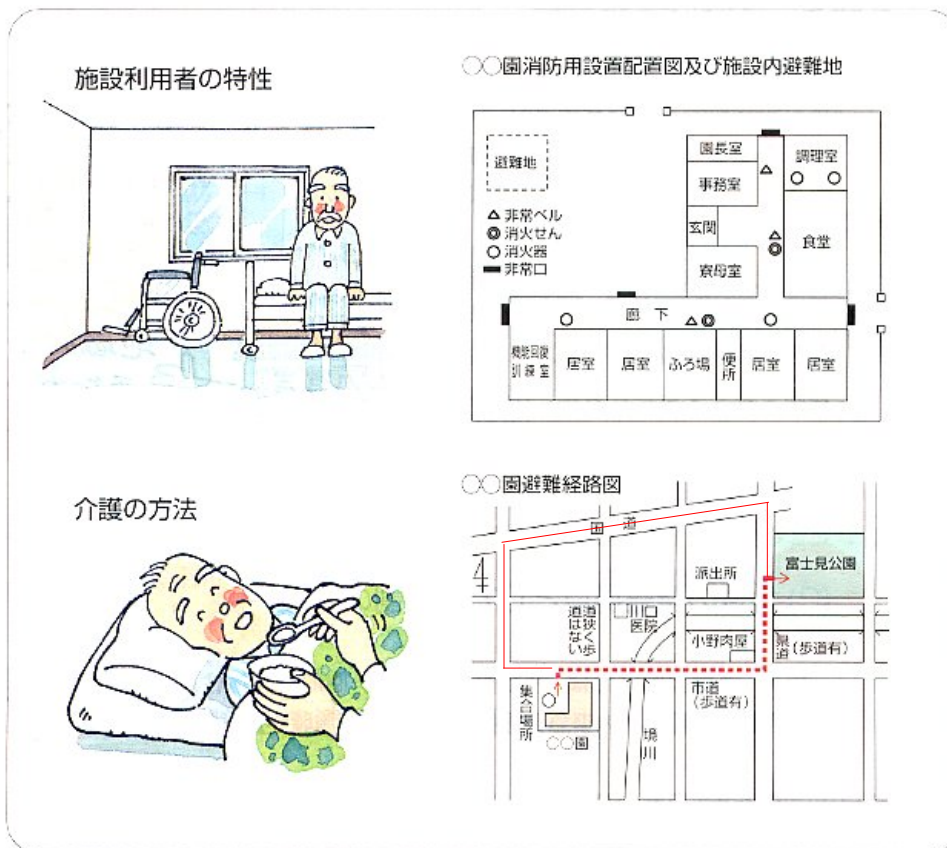 施設利用者の特性
○○園消防用設置配置図及び施設内避難地
避難地
△非常ベル
◎消火せん
○消火器
非常口
園長室
事務室
玄関
寮母室
調理室
食堂
廊下
機能回復
訓練室
居室
居室
ふろ場
便所
居室
居室
介護の方法
○○園避難経路図
国道
派出所
富士見公園
道狭く歩
道はない
川口
医院
小野肉屋
県道(歩道有)
集合場所
○○園
境川
市道
(歩道有)